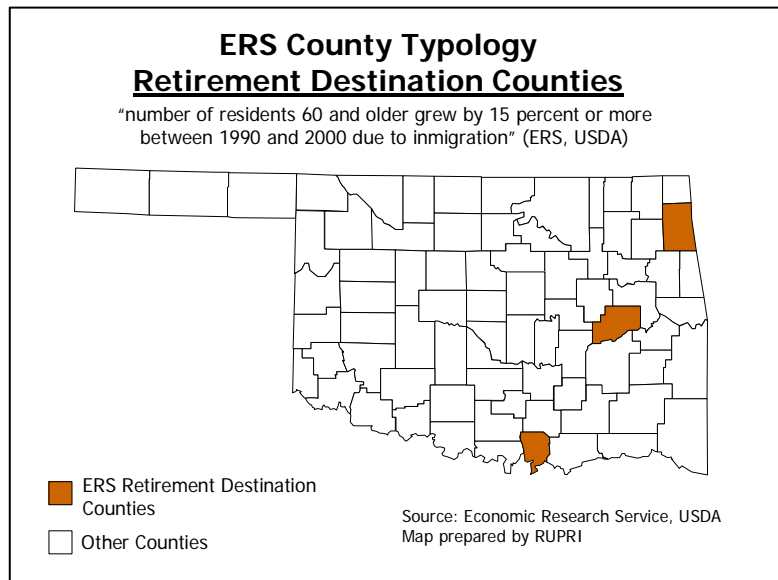 ERS County Typology
Retirement Destination Counties
"number of residents 60 and older grew by 15 percent or more
between 1990 and 2000 due to inmigration" (ERS, USDA)
ERS Retirement Destination
Counties
Other Counties
Source: Economic Research Service, USDA
Map prepared by RUPRI